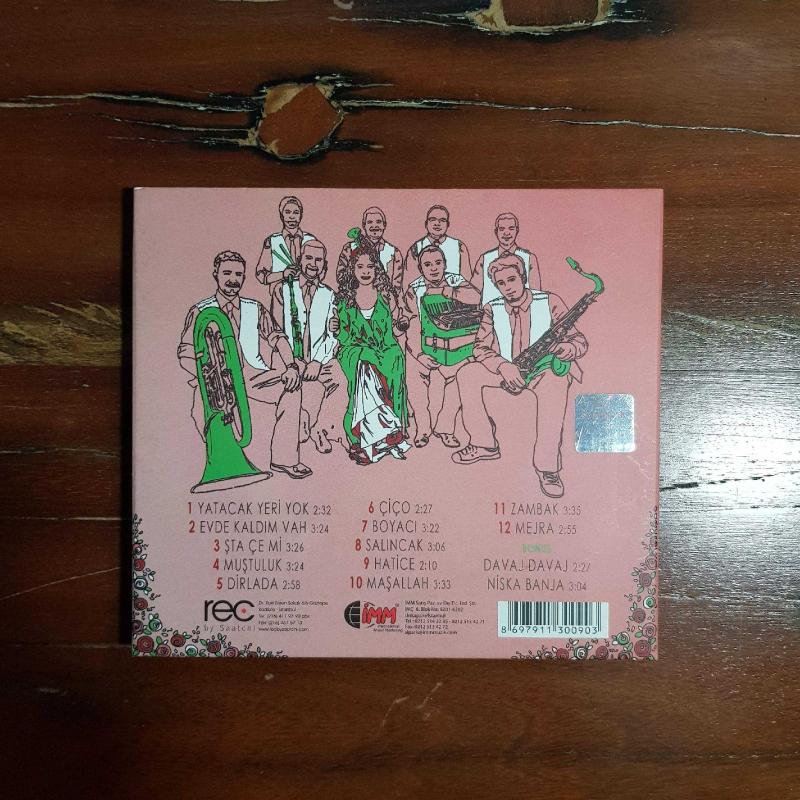 1 YATACAK YERİ YOK 2:32
2 EVDE KALDIM VAH 3:24
3 ŞTA ÇE Mİ 3:26
4 MUŞTULUK 3:24
5 DİRLADA 2:58
6 ÇİÇO 2:27
7 BOYACI 3:22
8 SALINCAK 3:06
9 HATİCE 2:10
10 MAŞALLAH 3:33
11 ZAMBAK 3:35
12 MEJRA 2:55
BONUS
DAVAJ DAVAJ 2:27
NİSKA BANJA 3:04
rec
by Saatchi
IMM
8 697911 300903